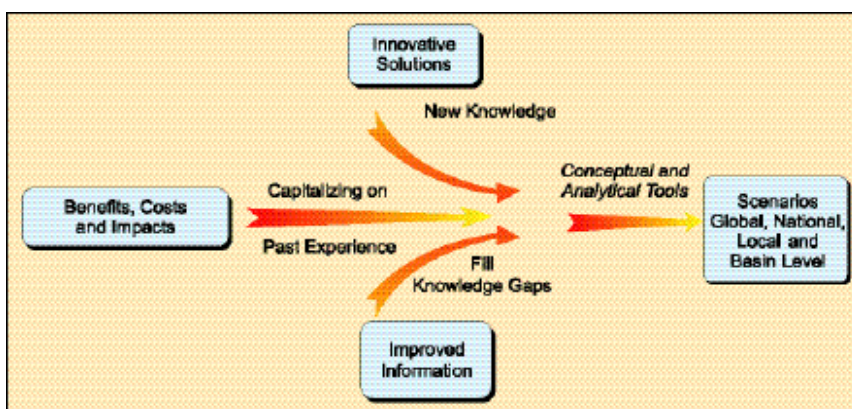 Innovative
Solutions
New Knowledge
Capitalizing on
Benefits, Costs
and Impacts
Past Experience
Conceptual and
Analytical Tools
Scenarios
Global, National,
Local and
Basin Level
Fill
Knowledge Gaps
Improved
Information